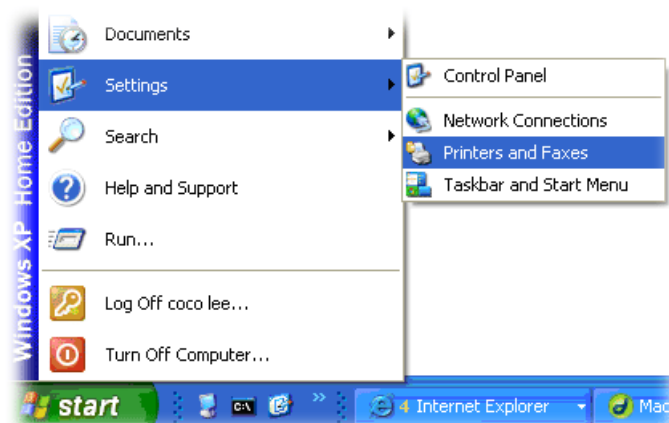 Documents
Settings
Search
Help and Support
Run...
Log Off coco lee...
Turn Off Computer...
Windows XP Home Edition
Control Panel
Network Connections
Printers and Faxes
Taskbar and Start Menu
start
C:\
4 Internet Explorer
Mac